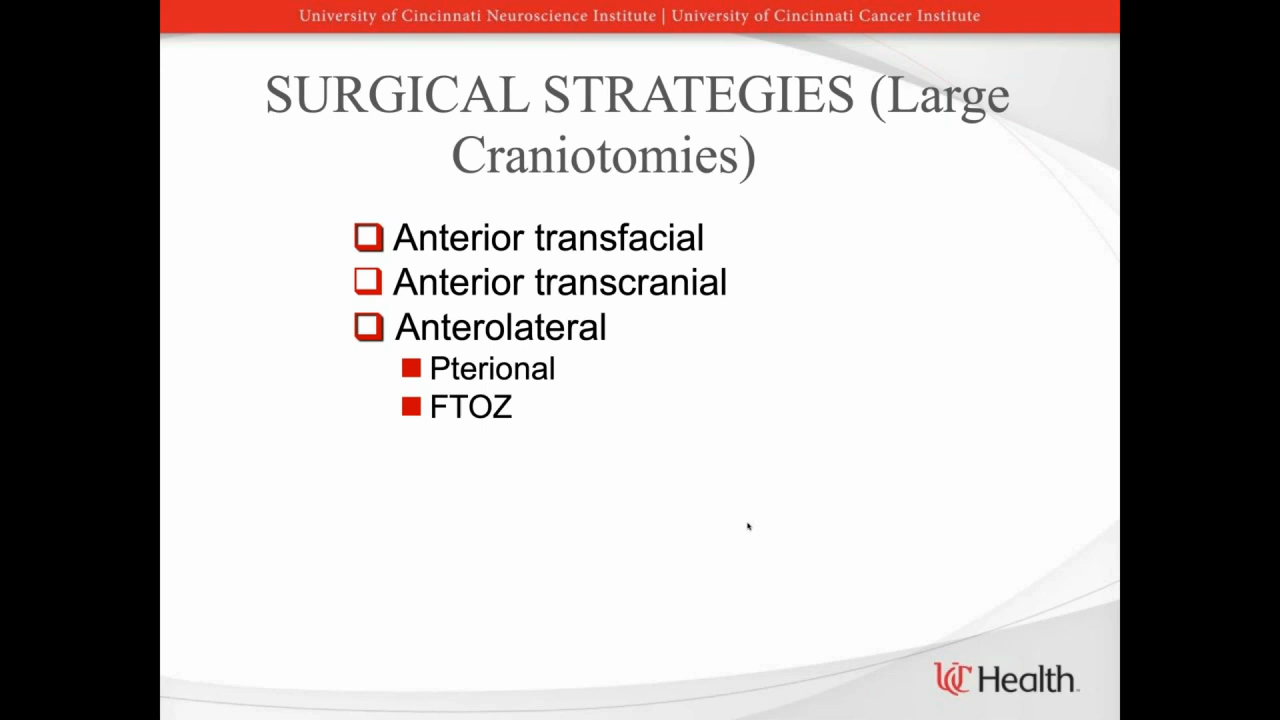 University of Cincinnati Neuroscience Institute | University of Cincinnati Cancer Institute
SURGICAL STRATEGIES (Large
Craniotomies)
Anterior transfacial
Anterior transcranial
Anterolateral
Pterional
FTOZ
UC Health.